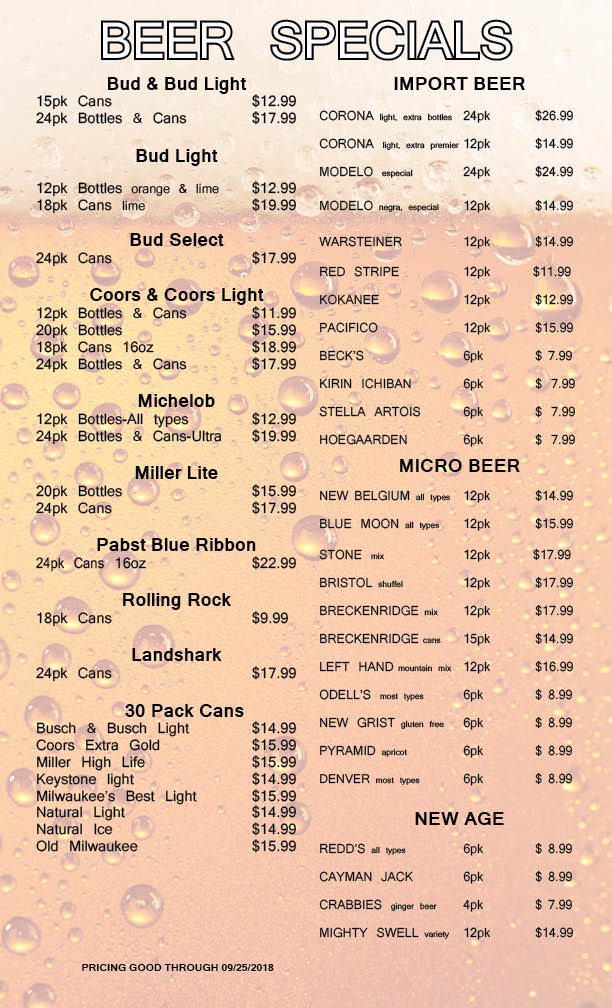 BEER SPECIALS
Bud & Bud Light
15pk Cans $12.99
24pk Bottles & Cans $17.99
Bud Light
12pk Bottles orange & lime $12.99
18pk Cans lime $19.99
Bud Select
24pk Cans $17.99
Coors & Coors Light
12pk Bottles & Cans $11.99
20pk Bottles $15.99
18pk Cans 16oz $18.99
24pk Bottles & Cans $17.99
Michelob
12pk Bottles-All types $12.99
24pk Bottles & Cans-Ultra $19.99
Miller Lite
20pk Bottles $15.99
24pk Cans $17.99
Pabst Blue Ribbon
24pk Cans 16oz $22.99
Rolling Rock
18pk Cans $9.99
Landshark
24pk Cans $17.99
30 Pack Cans
Busch & Busch Light $14.99
Coors Extra Gold $15.99
Miller High Life $15.99
Keystone light $14.99
Milwaukee's Best Light $15.99
Natural Light $14.99
Natural Ice $14.99
Old Milwaukee $15.99
IMPORT BEER
CORONA light, extra bottles 24pk $26.99
CORONA light, extra premier 12pk $14.99
MODELO especial 24pk $24.99
MODELO negra, especial 12pk $14.99
WARSTEINER 12pk $14.99
RED STRIPE 12pk $11.99
KOKANEE 12pk $12.99
PACIFICO 12pk $15.99
BECK'S 6pk $ 7.99
KIRIN ICHIBAN 6pk $ 7.99
STELLA ARTOIS 6pk $ 7.99
HOEGAARDEN 6pk $ 7.99
MICRO BEER
NEW BELGIUM all types 12pk $14.99
BLUE MOON all types 12pk $15.99
STONE mix 12pk $17.99
BRISTOL shuffel 12pk $17.99
BRECKENRIDGE mix 12pk $17.99
BRECKENRIDGE cans 15pk $14.99
LEFT HAND mountain mix 12pk $16.99
ODELL'S most types 6pk $ 8.99
NEW GRIST gluten free 6pk $ 8.99
PYRAMID apricot 6pk $ 8.99
DENVER most types 6pk $ 8.99
NEW AGE
REDD'S all types 6pk $ 8.99
CAYMAN JACK 6pk $ 8.99
CRABBIES ginger beer 4pk $ 7.99
MIGHTY SWELL variety 12pk $14.99
PRICING GOOD THROUGH 09/25/2018